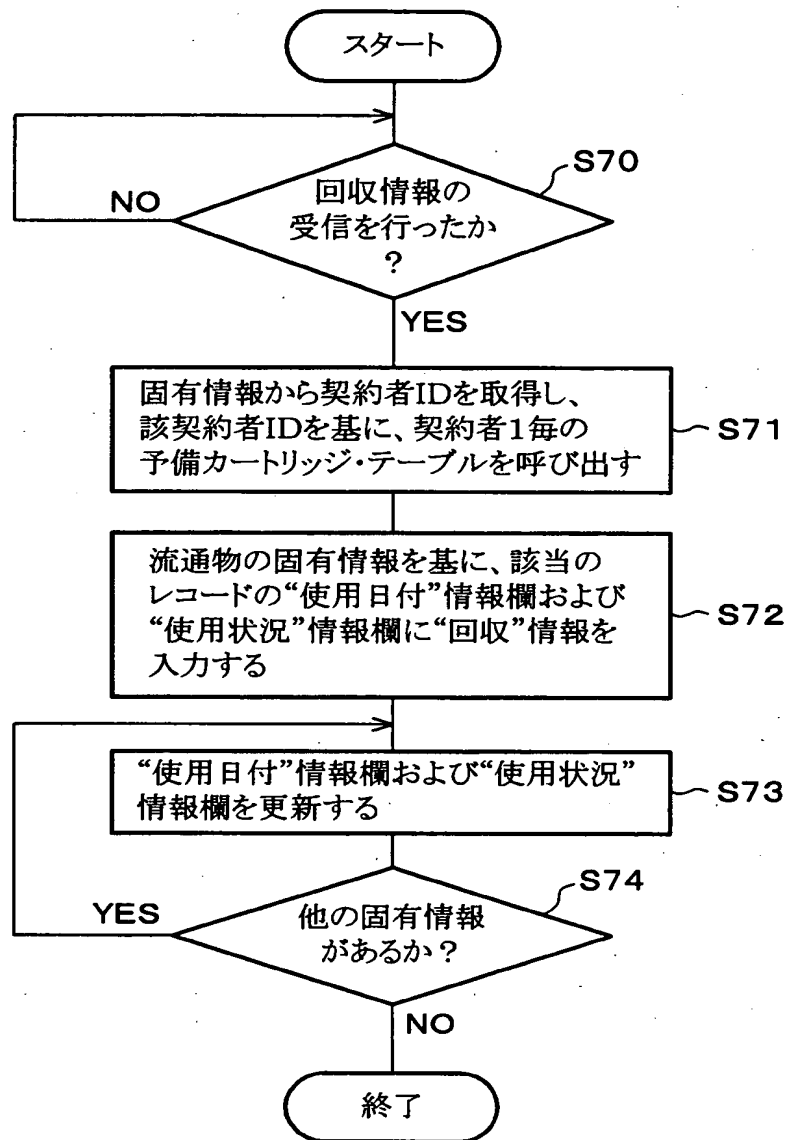 スタート
S70
NO
回収情報の
受信を行ったか
?
YES
固有情報から契約者IDを取得し、
該契約者IDを基に、契約者1毎の
予備カートリッジ・テーブルを呼び出す
S71
流通物の固有情報を基に、該当の
レコードの“使用日付”情報欄および
“使用状況”情報欄に“回収”情報を
入力する
S72
“使用日付”情報欄および“使用状況”
情報欄を更新する
S73
S74
YES
他の固有情報
があるか?
NO
終了